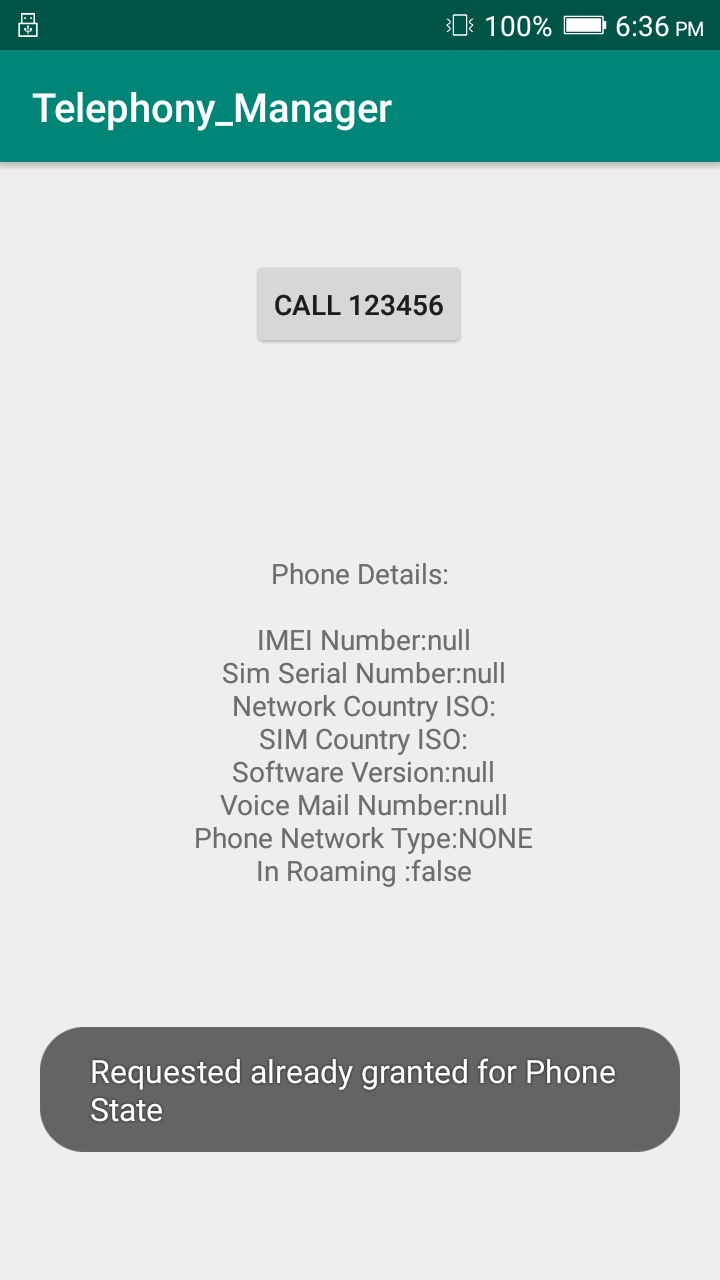 100% 6:36 PM
Telephony_Manager
CALL 123456
Phone Details:
IMEI Number:null
Sim Serial Number:null
Network Country ISO:
SIM Country ISO:
Software Version:null
Voice Mail Number:null
Phone Network Type:NONE
In Roaming :false
Requested already granted for Phone
State